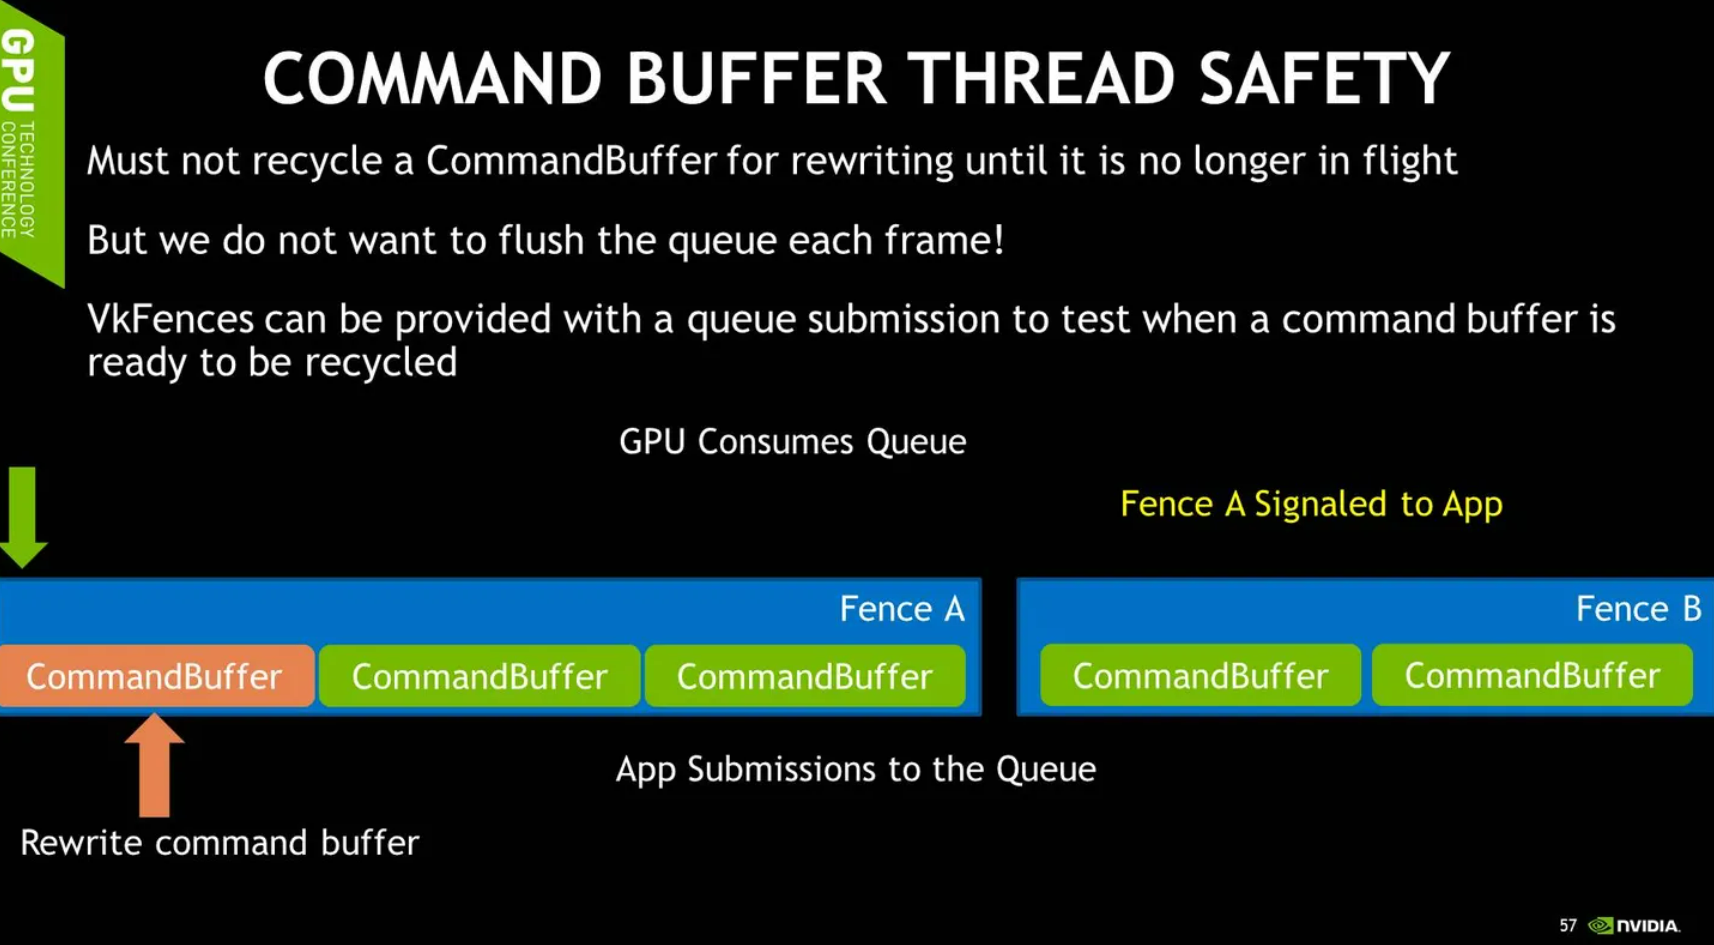 GPU TECHNOLOGY
CONFERENCE
COMMAND BUFFER THREAD SAFETY
Must not recycle a CommandBuffer for rewriting until it is no longer in flight
But we do not want to flush the queue each frame!
VkFences can be provided with a queue submission to test when a command buffer is
ready to be recycled
GPU Consumes Queue
Fence A Signaled to App
Fence A
Fence B
CommandBuffer
CommandBuffer
CommandBuffer
CommandBuffer
CommandBuffer
App Submissions to the Queue
Rewrite command buffer
57
NVIDIA.